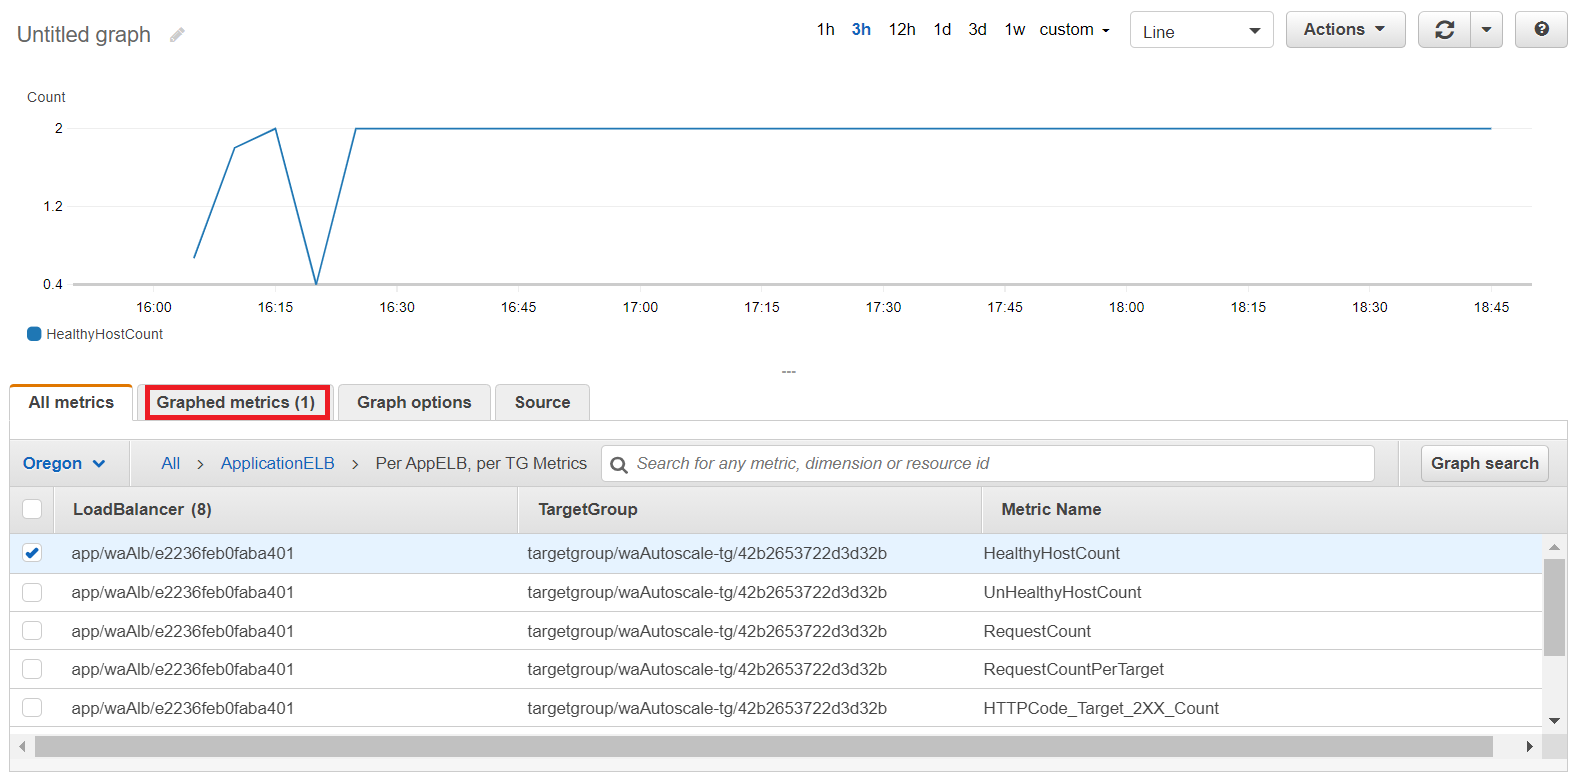 Untitled graph
1h 3h 12h 1d 3d 1w custom Line Actions
Count
2
1.2
0.4
16:00 16:15 16:30 16:45 17:00 17:15 17:30 17:45 18:00 18:15 18:30 18:45
HealthyHostCount
All metrics Graphed metrics (1) Graph options Source
Oregon All > ApplicationELB > Per AppELB, per TG Metrics Search for any metric, dimension or resource id Graph search
LoadBalancer (8) TargetGroup Metric Name
app/waAlb/e2236feb0faba401 targetgroup/waAutoscale-tg/42b2653722d3d32b HealthyHostCount
app/waAlb/e2236feb0faba401 targetgroup/waAutoscale-tg/42b2653722d3d32b UnHealthyHostCount
app/waAlb/e2236feb0faba401 targetgroup/waAutoscale-tg/42b2653722d3d32b RequestCount
app/waAlb/e2236feb0faba401 targetgroup/waAutoscale-tg/42b2653722d3d32b RequestCountPerTarget
app/waAlb/e2236feb0faba401 targetgroup/waAutoscale-tg/42b2653722d3d32b HTTPCode_Target_2XX_Count